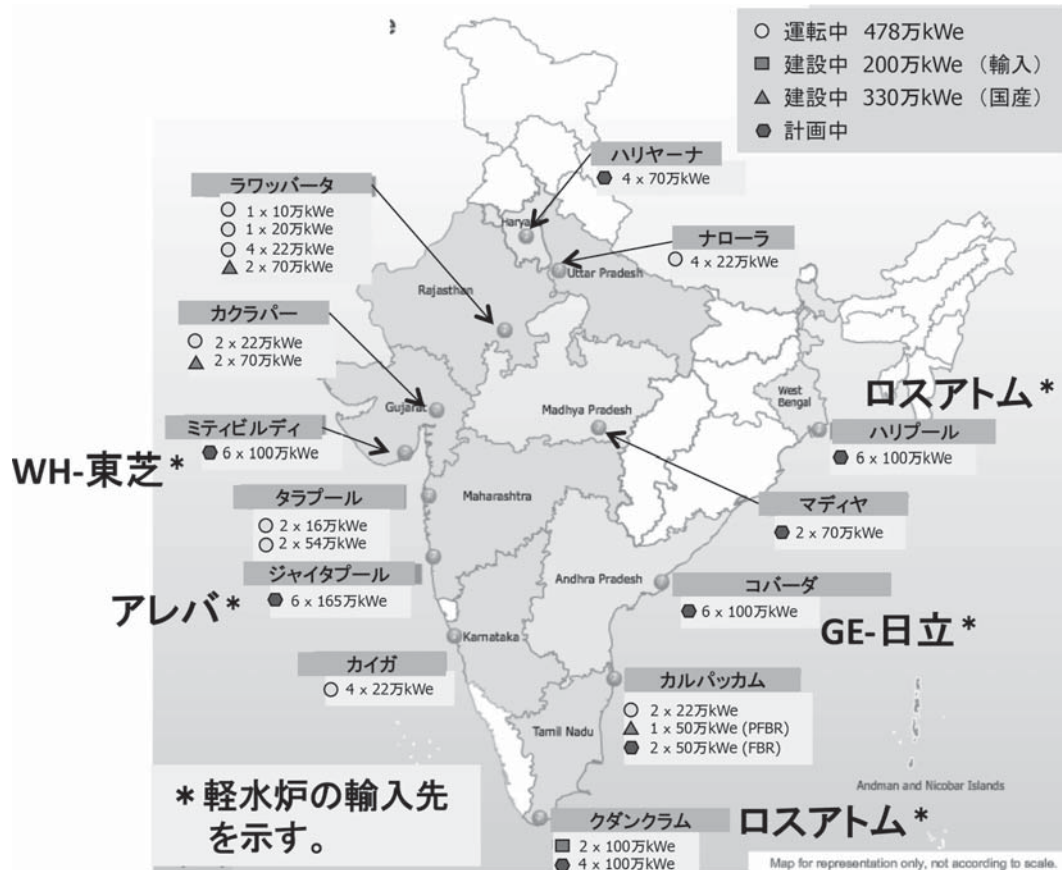 ○ 運転中 478万kWe
■ 建設中 200万kWe (輸入)
▲ 建設中 330万kWe (国産)
⬣ 計画中
ハリヤーナ
⬣ 4 x 70万kWe
ラワッバータ
○ 1 x 10万kWe
○ 1 x 20万kWe
○ 4 x 22万kWe
▲ 2 x 70万kWe
Harya
ナローラ
○ 4 x 22万kWe
Uttar Pradesh
Rajasthan
カクラパー
○ 2 x 22万kWe
▲ 2 x 70万kWe
Gujarat
Madhya Pradesh
West
Bengal
ロスアトム*
ハリプール
⬣ 6 x 100万kWe
ミティビルディ
⬣ 6 x 100万kWe
WH-東芝*
Maharashtra
マディヤ
⬣ 2 x 70万kWe
タラプール
○ 2 x 16万kWe
○ 2 x 54万kWe
ジャイタプール
⬣ 6 x 165万kWe
アレバ*
Andhra Pradesh
コバーダ
⬣ 6 x 100万kWe
GE-日立*
Karnataka
カイガ
○ 4 x 22万kWe
カルパッカム
○ 2 x 22万kWe
▲ 1 x 50万kWe (PFBR)
⬣ 2 x 50万kWe (FBR)
Tamil Nadu
Andman and Nicobar Islands
*軽水炉の輸入先
を示す。
クダンクラム
■ 2 x 100万kWe
⬣ 4 x 100万kWe
ロスアトム*
Map for representation only, not according to scale.